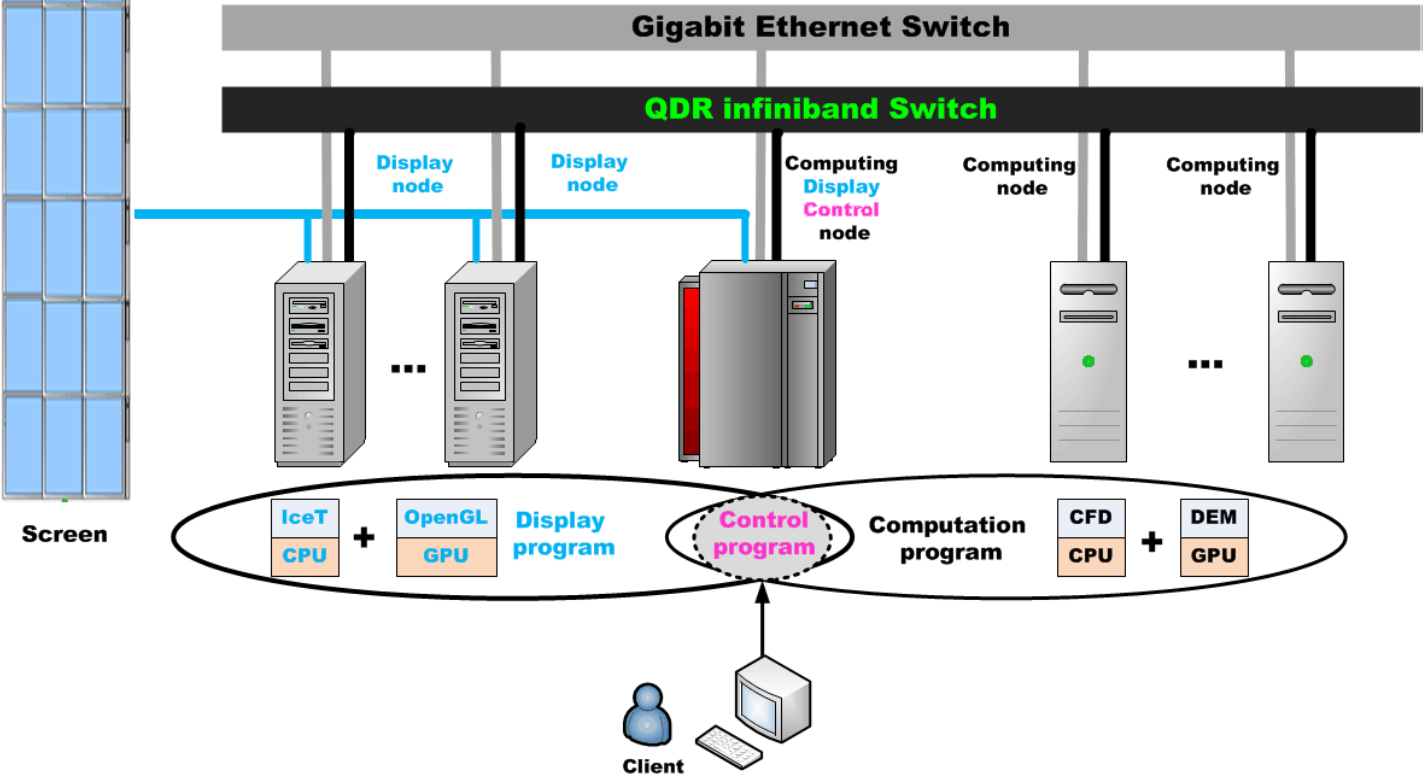 Gigabit Ethernet Switch
QDR infiniband Switch
Display
node
Display
node
Computing
Display
Control
node
Computing
node
Computing
node
...
...
Screen
IceT
CPU
+
OpenGL
GPU
Display
program
Control
program
Computation
program
CFD
CPU
+
DEM
GPU
Client